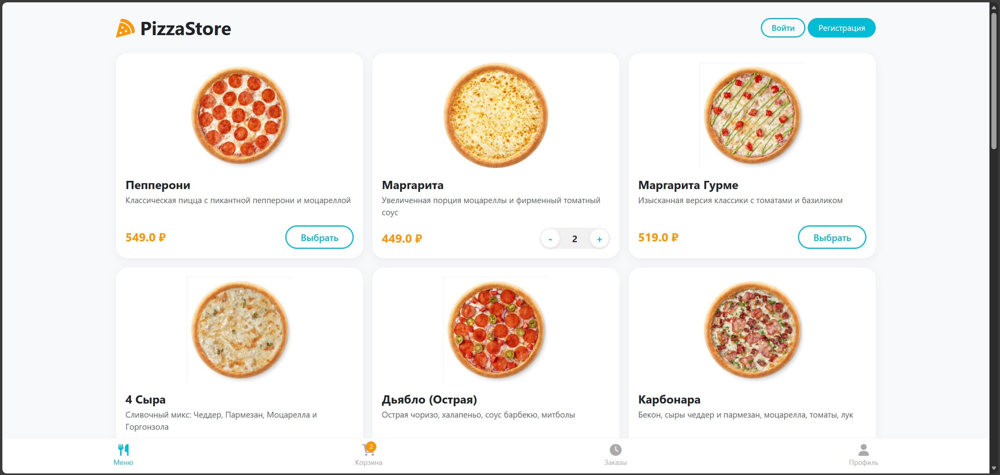 PizzaStore
Войти
Регистрация
Пепперони
Классическая пицца с пикантной пепперони и моцареллой
549.0 ₽
Выбрать
Маргарита
Увеличенная порция моцареллы и фирменный томатный
соус
449.0 ₽
- 2 +
Маргарита Гурме
Изысканная версия классики с томатами и базиликом
519.0 ₽
Выбрать
4 Сыра
Сливочный микс: Чеддер, Пармезан, Моцарелла и
Горгонзола
Дьябло (Острая)
Острая чоризо, халапеньо, соус барбекю, митболы
Карбонара
Бекон, сыры чеддер и пармезан, моцарелла, томаты, лук
Меню
2
Корзина
Заказы
Профиль